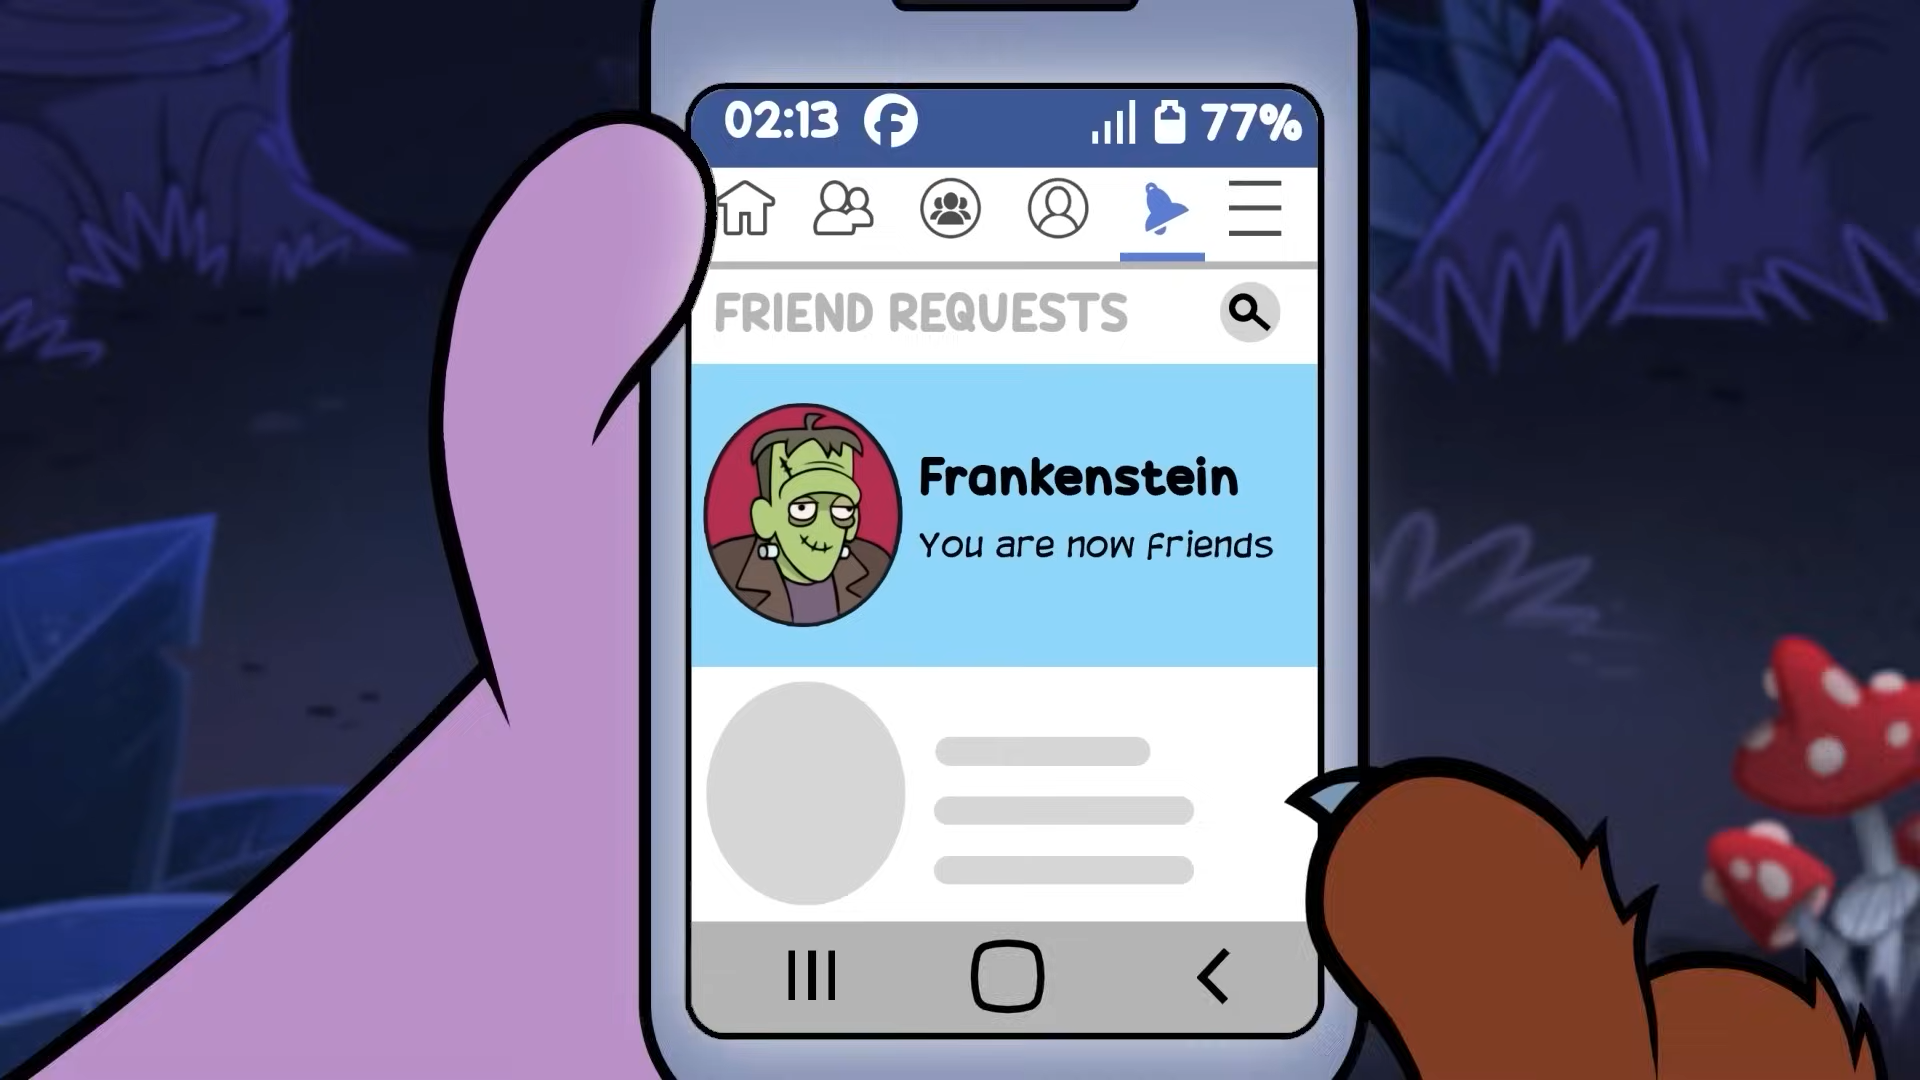 02:13 f 77%
FRIEND REQUESTS
Frankenstein
You are now friends